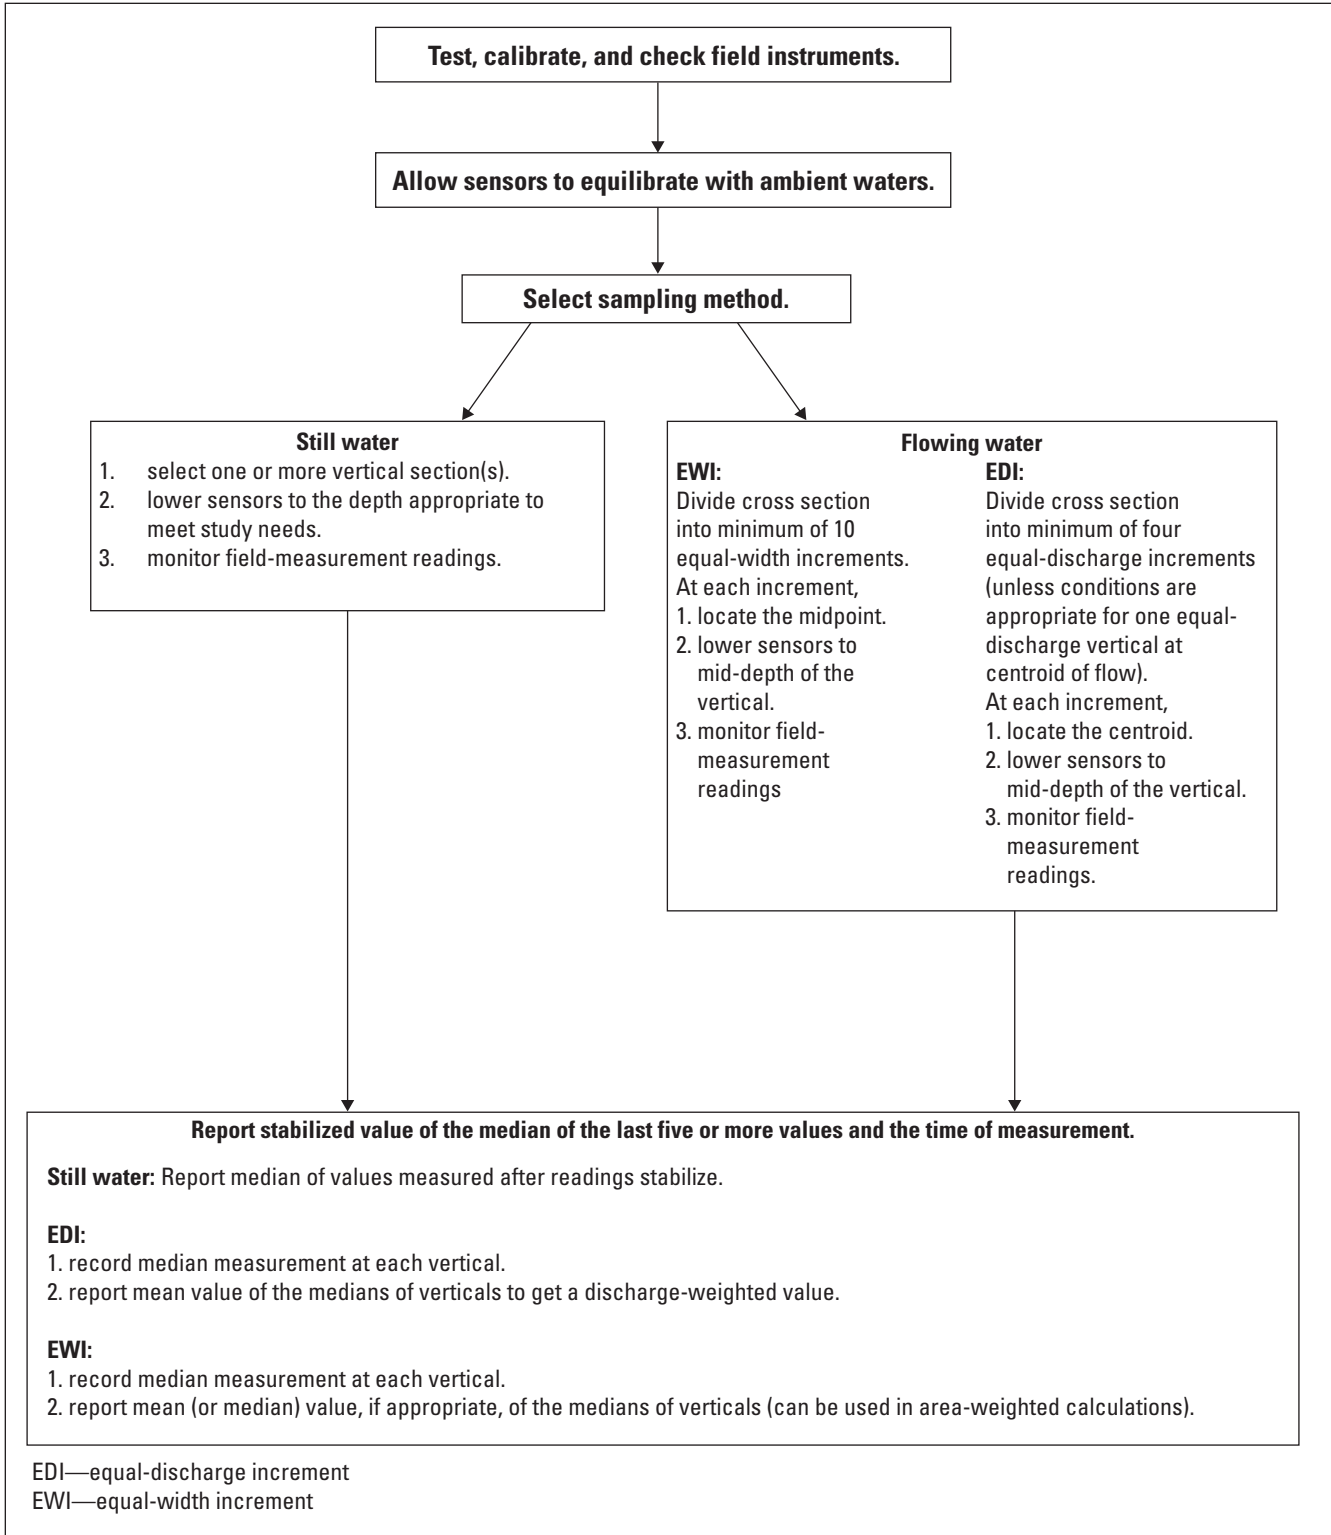 Test, calibrate, and check field instruments.
Allow sensors to equilibrate with ambient waters.
Select sampling method.
Still water
1. select one or more vertical section(s).
2. lower sensors to the depth appropriate to
meet study needs.
3. monitor field-measurement readings.
Flowing water
EWI:
Divide cross section
into minimum of 10
equal-width increments.
At each increment,
1. locate the midpoint.
2. lower sensors to
mid-depth of the
vertical.
3. monitor field-
measurement
readings
EDI:
Divide cross section
into minimum of four
equal-discharge increments
(unless conditions are
appropriate for one equal-
discharge vertical at
centroid of flow).
At each increment,
1. locate the centroid.
2. lower sensors to
mid-depth of the vertical.
3. monitor field-
measurement
readings.
Report stabilized value of the median of the last five or more values and the time of measurement.
Still water: Report median of values measured after readings stabilize.
EDI:
1. record median measurement at each vertical.
2. report mean value of the medians of verticals to get a discharge-weighted value.
EWI:
1. record median measurement at each vertical.
2. report mean (or median) value, if appropriate, of the medians of verticals (can be used in area-weighted calculations).
EDI—equal-discharge increment
EWI—equal-width increment